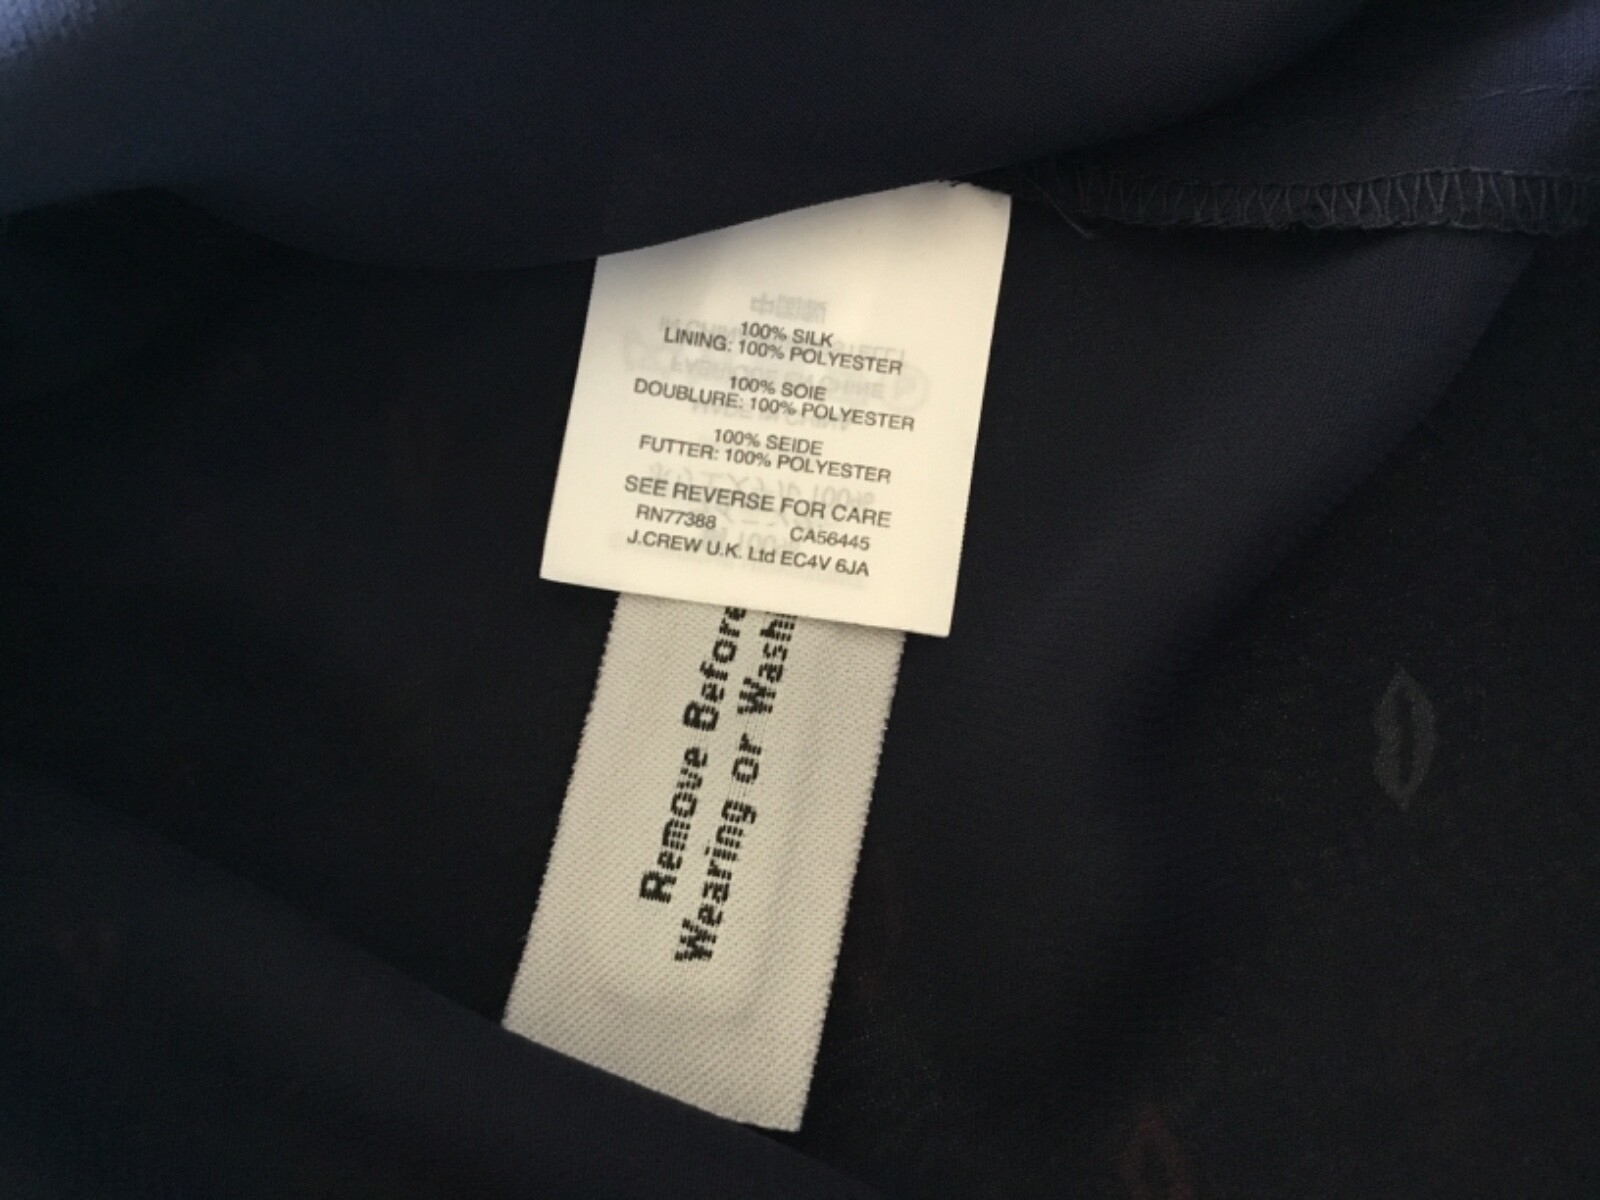 100% SILK
LINING: 100% POLYESTER
100% SOIE
DOUBLURE: 100% POLYESTER
100% SEIDE
FUTTER: 100% POLYESTER
SEE REVERSE FOR CARE
RN77388 CA56445
J.CREW U.K. Ltd EC4V 6JA
Remove Before
Wearing or Washi